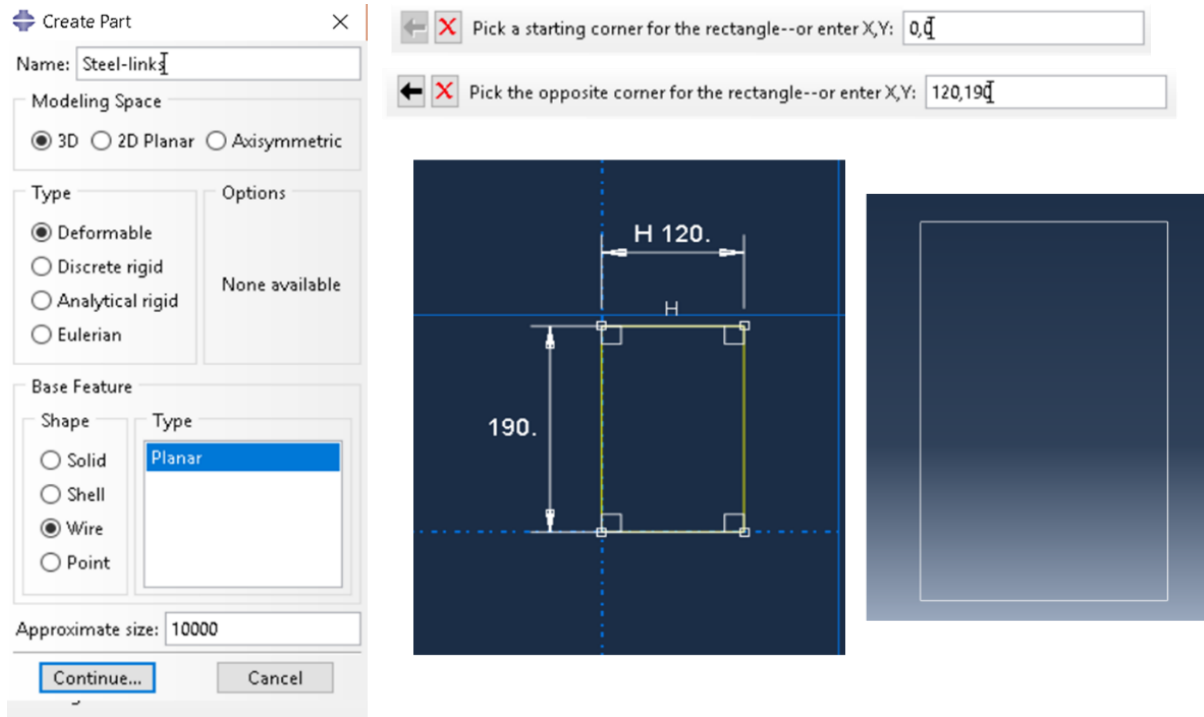 Create Part
Name: Steel-links
Modeling Space
3D 2D Planar Axisymmetric
Type
Deformable
Discrete rigid
Analytical rigid
Eulerian
Options
None available
Base Feature
Shape
Solid
Shell
Wire
Point
Type
Planar
Approximate size: 10000
Continue... Cancel
Pick a starting corner for the rectangle--or enter X,Y: 0,0
Pick the opposite corner for the rectangle--or enter X,Y: 120,190
H 120.
H
190.